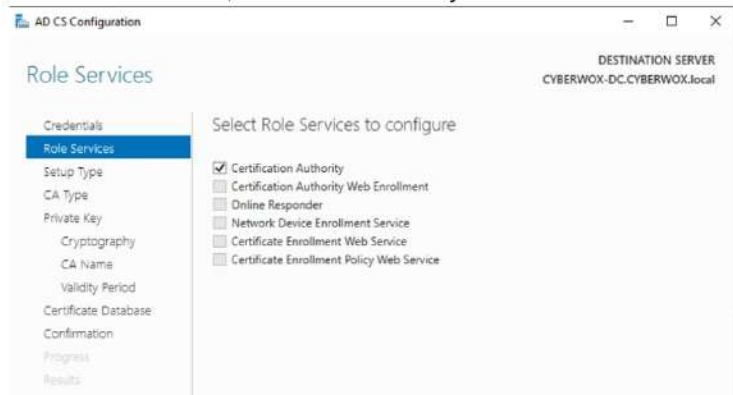 AD CS Configuration
Role Services
DESTINATION SERVER
CYBERWOX-DC.CYBERWOX.local
Credentials
Role Services
Setup Type
CA Type
Private Key
Cryptography
CA Name
Validity Period
Certificate Database
Confirmation
Progress
Results
Select Role Services to configure
Certification Authority
Certification Authority Web Enrollment
Online Responder
Network Device Enrollment Service
Certificate Enrollment Web Service
Certificate Enrollment Policy Web Service